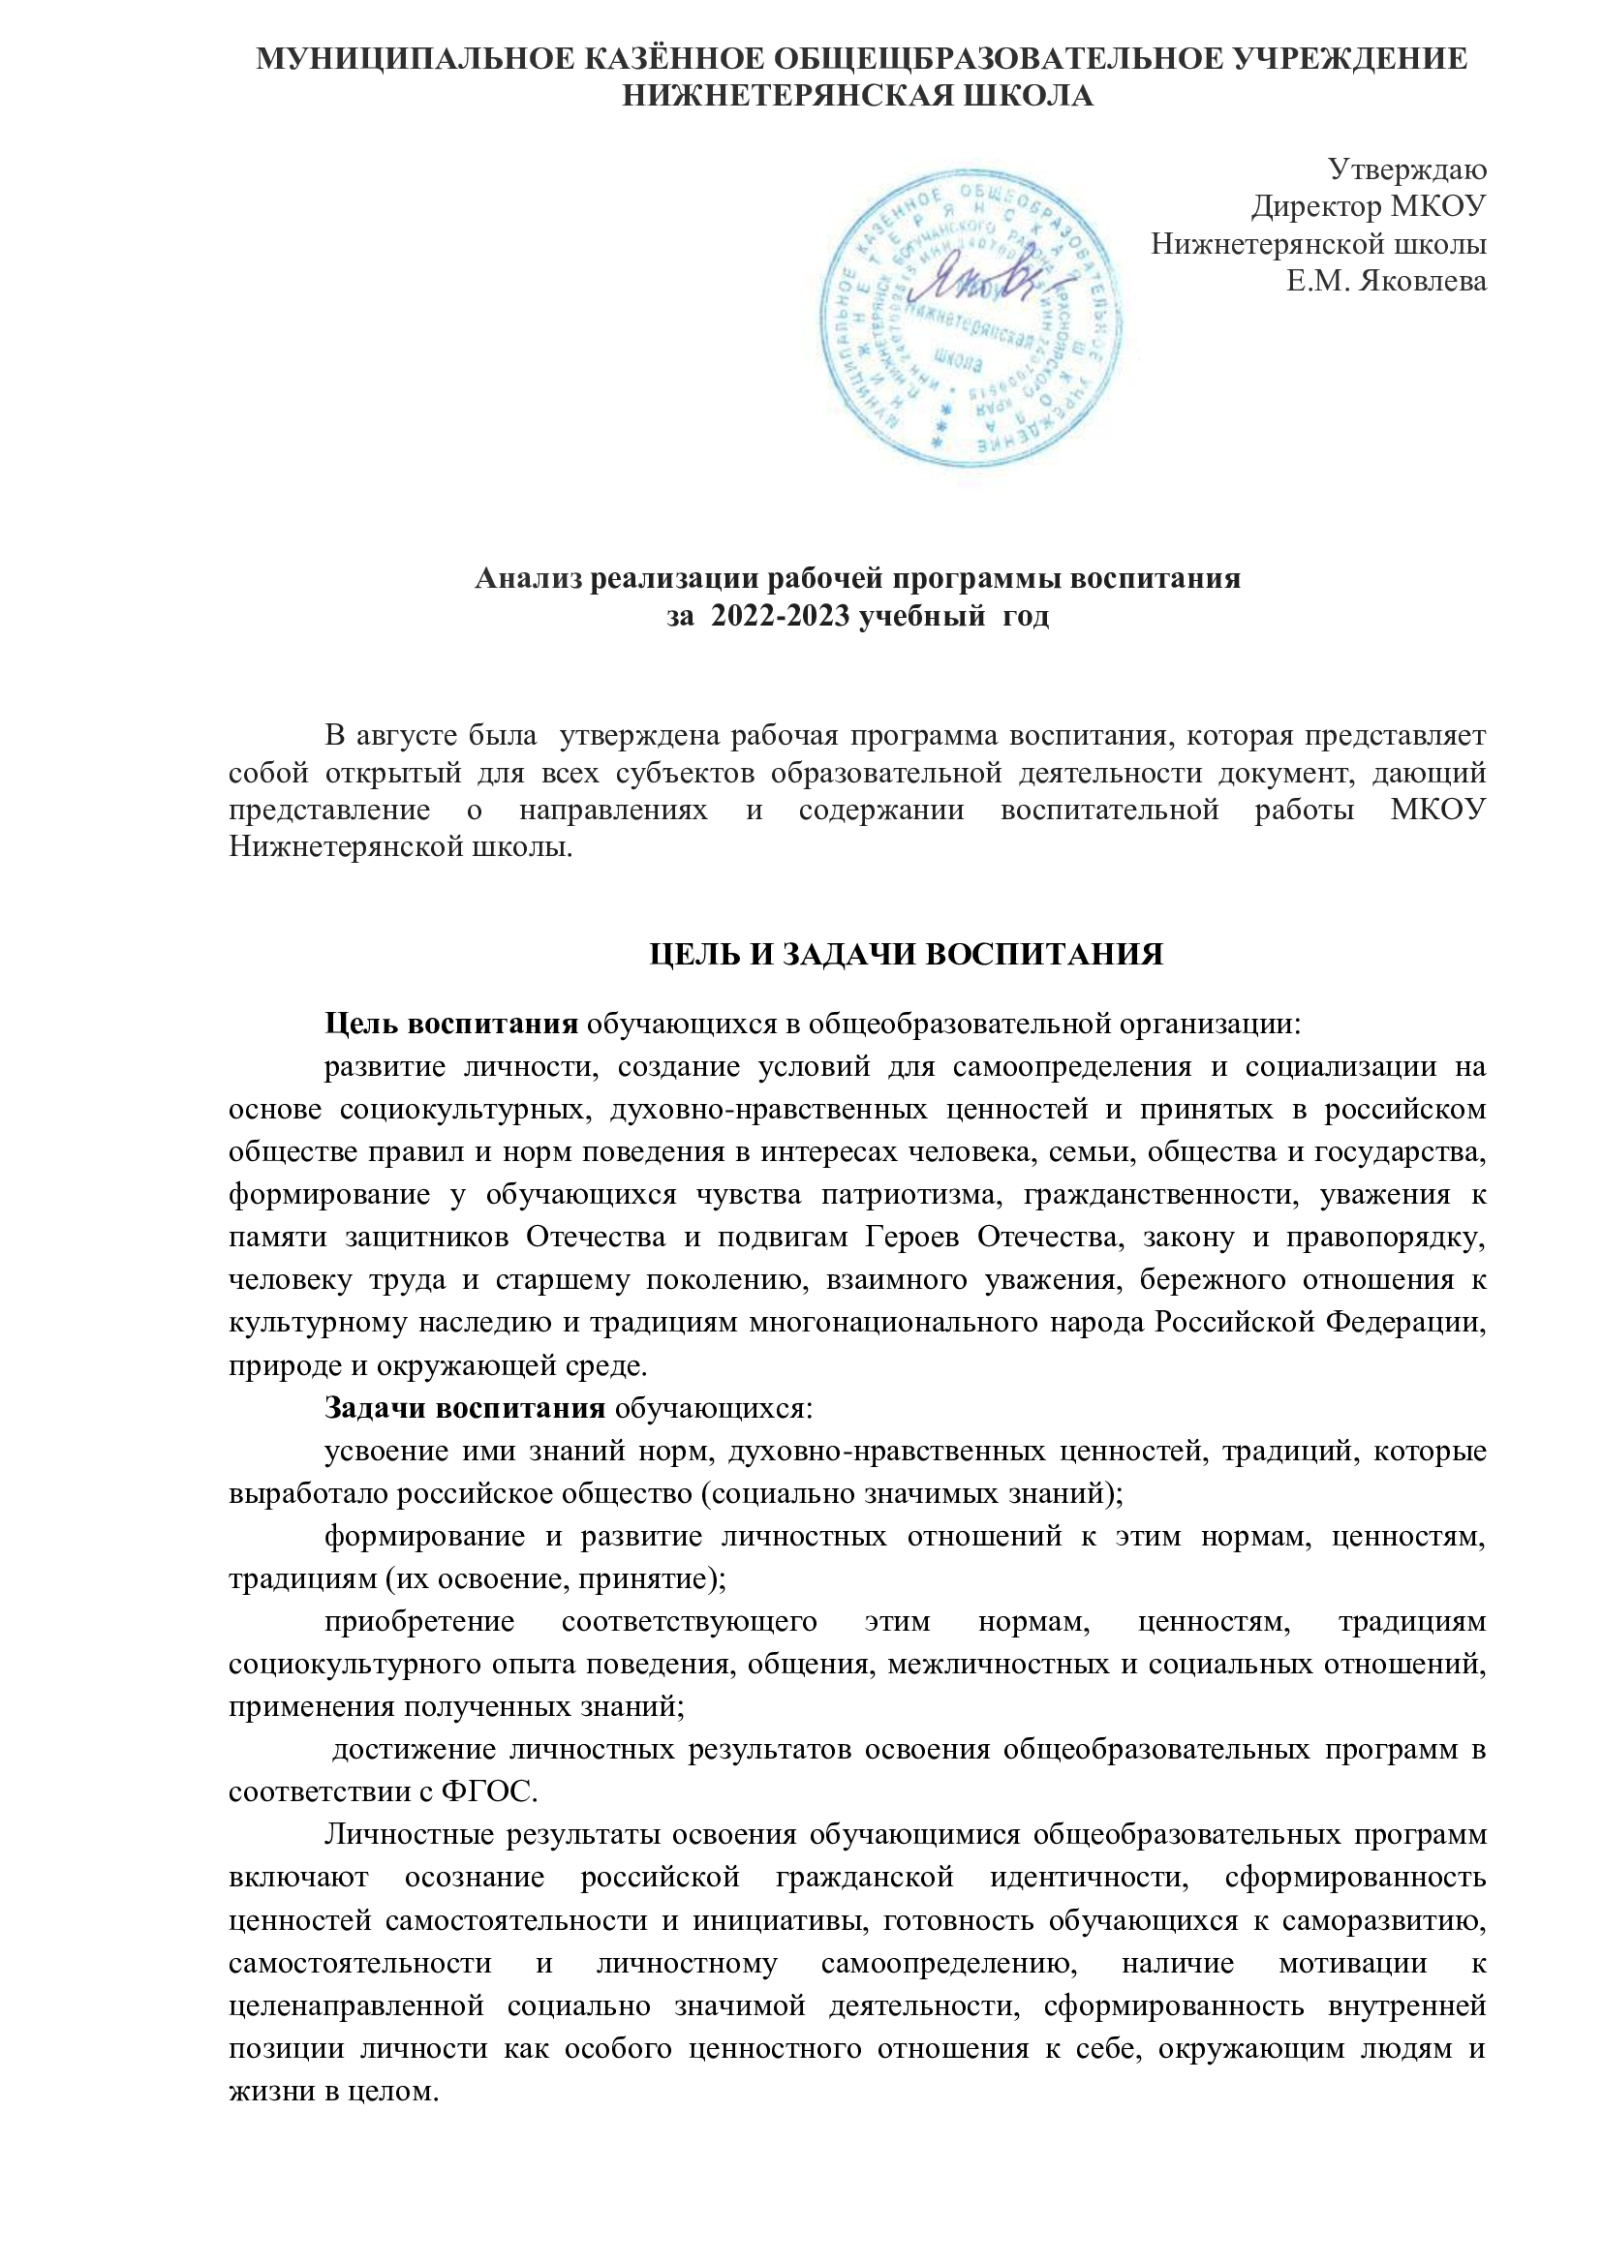 МУНИЦИПАЛЬНОЕ КАЗЁННОЕ ОБЩЕЩБРАЗОВАТЕЛЬНОЕ УЧРЕЖДЕНИЕ
НИЖНЕТЕРЯНСКАЯ ШКОЛА
Утверждаю
Директор МКОУ
Нижнетерянской школы
Е.М. Яковлева
МУНИЦИПАЛЬНОЕ КАЗЁННОЕ ОБЩЕОБРАЗОВАТЕЛЬНОЕ УЧРЕЖДЕНИЕ
НИЖНЕТЕРЯНСКАЯ ШКОЛА
Нижнетерянская
школа
Анализ реализации рабочей программы воспитания
за 2022-2023 учебный год
В августе была утверждена рабочая программа воспитания, которая представляет
собой открытый для всех субъектов образовательной деятельности документ, дающий
представление о направлениях и содержании воспитательной работы МКОУ
Нижнетерянской школы.
ЦЕЛЬ И ЗАДАЧИ ВОСПИТАНИЯ
Цель воспитания обучающихся в общеобразовательной организации:
развитие личности, создание условий для самоопределения и социализации на
основе социокультурных, духовно-нравственных ценностей и принятых в российском
обществе правил и норм поведения в интересах человека, семьи, общества и государства,
формирование у обучающихся чувства патриотизма, гражданственности, уважения к
памяти защитников Отечества и подвигам Героев Отечества, закону и правопорядку,
человеку труда и старшему поколению, взаимного уважения, бережного отношения к
культурному наследию и традициям многонационального народа Российской Федерации,
природе и окружающей среде.
Задачи воспитания обучающихся:
усвоение ими знаний норм, духовно-нравственных ценностей, традиций, которые
выработало российское общество (социально значимых знаний);
формирование и развитие личностных отношений к этим нормам, ценностям,
традициям (их освоение, принятие);
приобретение соответствующего этим нормам, ценностям, традициям
социокультурного опыта поведения, общения, межличностных и социальных отношений,
применения полученных знаний;
достижение личностных результатов освоения общеобразовательных программ в
соответствии с ФГОС.
Личностные результаты освоения обучающимися общеобразовательных программ
включают осознание российской гражданской идентичности, сформированность
ценностей самостоятельности и инициативы, готовность обучающихся к саморазвитию,
самостоятельности и личностному самоопределению, наличие мотивации к
целенаправленной социально значимой деятельности, сформированность внутренней
позиции личности как особого ценностного отношения к себе, окружающим людям и
жизни в целом.